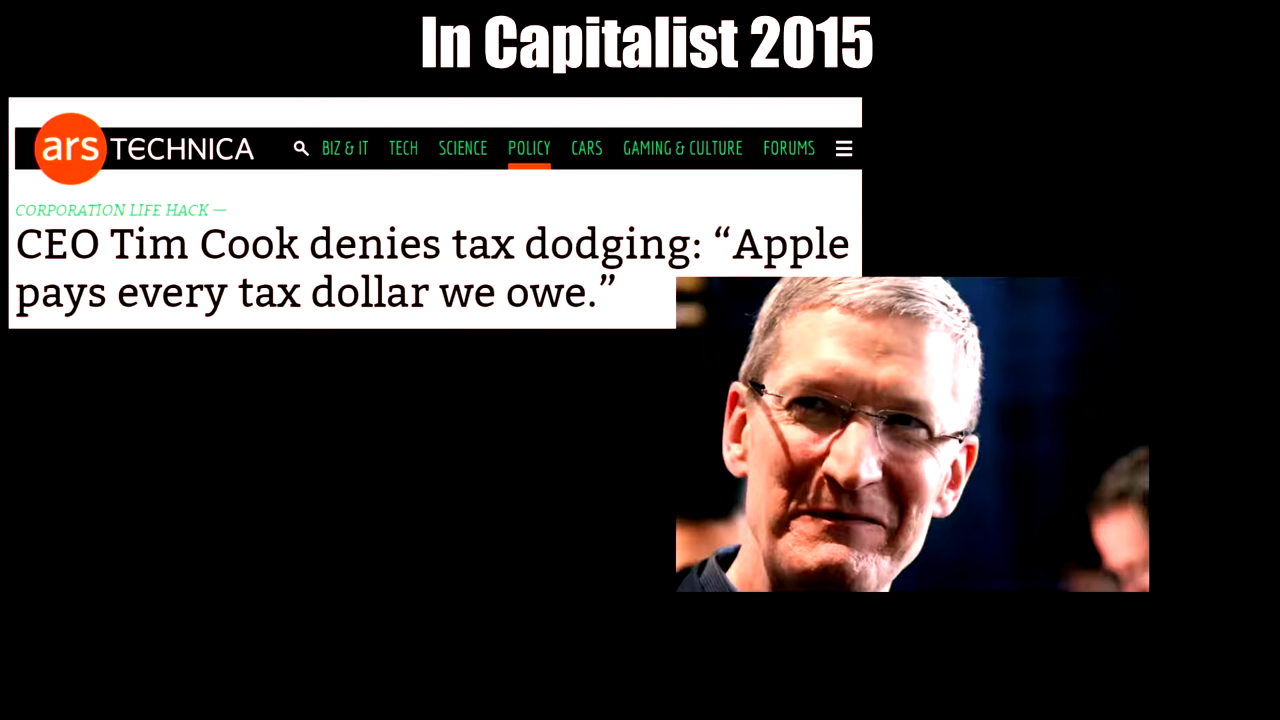 In Capitalist 2015
ars TECHNICA BIZ & IT TECH SCIENCE POLICY CARS GAMING & CULTURE FORUMS
CORPORATION LIFE HACK —
CEO Tim Cook denies tax dodging: “Apple
pays every tax dollar we owe.”